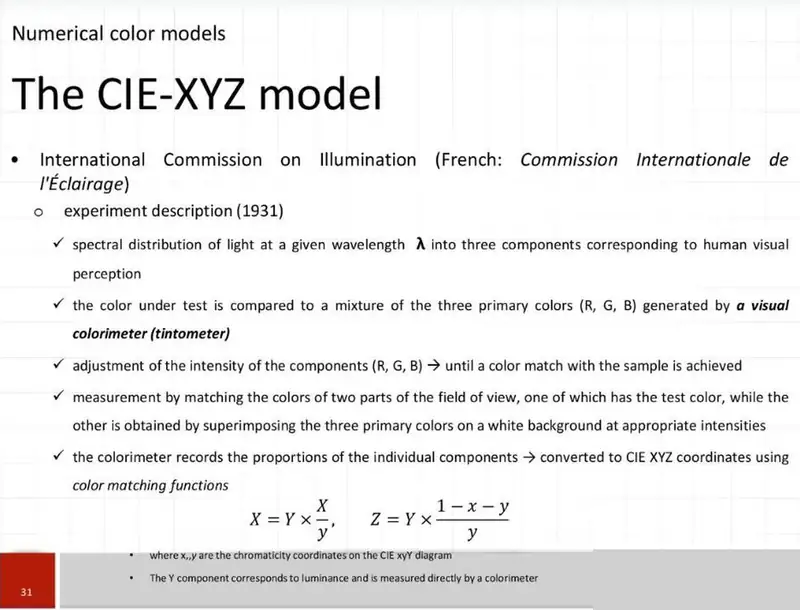 Numerical color models
The CIE-XYZ model
• International Commission on Illumination (French: Commission Internationale de
l'Éclairage)
o experiment description (1931)
✓ spectral distribution of light at a given wavelength λ into three components corresponding to human visual
perception
✓ the color under test is compared to a mixture of the three primary colors (R, G, B) generated by a visual
colorimeter (tintometer)
✓ adjustment of the intensity of the components (R, G, B) → until a color match with the sample is achieved
✓ measurement by matching the colors of two parts of the field of view, one of which has the test color, while the
other is obtained by superimposing the three primary colors on a white background at appropriate intensities
✓ the colorimeter records the proportions of the individual components → converted to CIE XYZ coordinates using
color matching functions
X = Y × X/y, Z = Y × (1 − x − y)/y
• where x,,y are the chromaticity coordinates on the CIE xyY diagram
• The Y component corresponds to luminance and is measured directly by a colorimeter
31